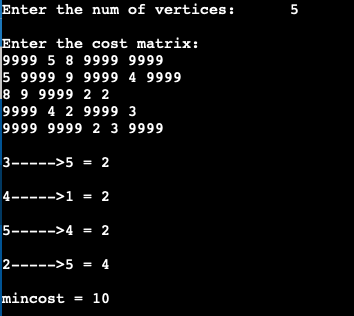 Enter the num of vertices:      5
Enter the cost matrix:
9999 5 8 9999 9999
5 9999 9 9999 4 9999
8 9 9999 2 2
9999 4 2 9999 3
9999 9999 2 3 9999
3----->5 = 2
4----->1 = 2
5----->4 = 2
2----->5 = 4
mincost = 10